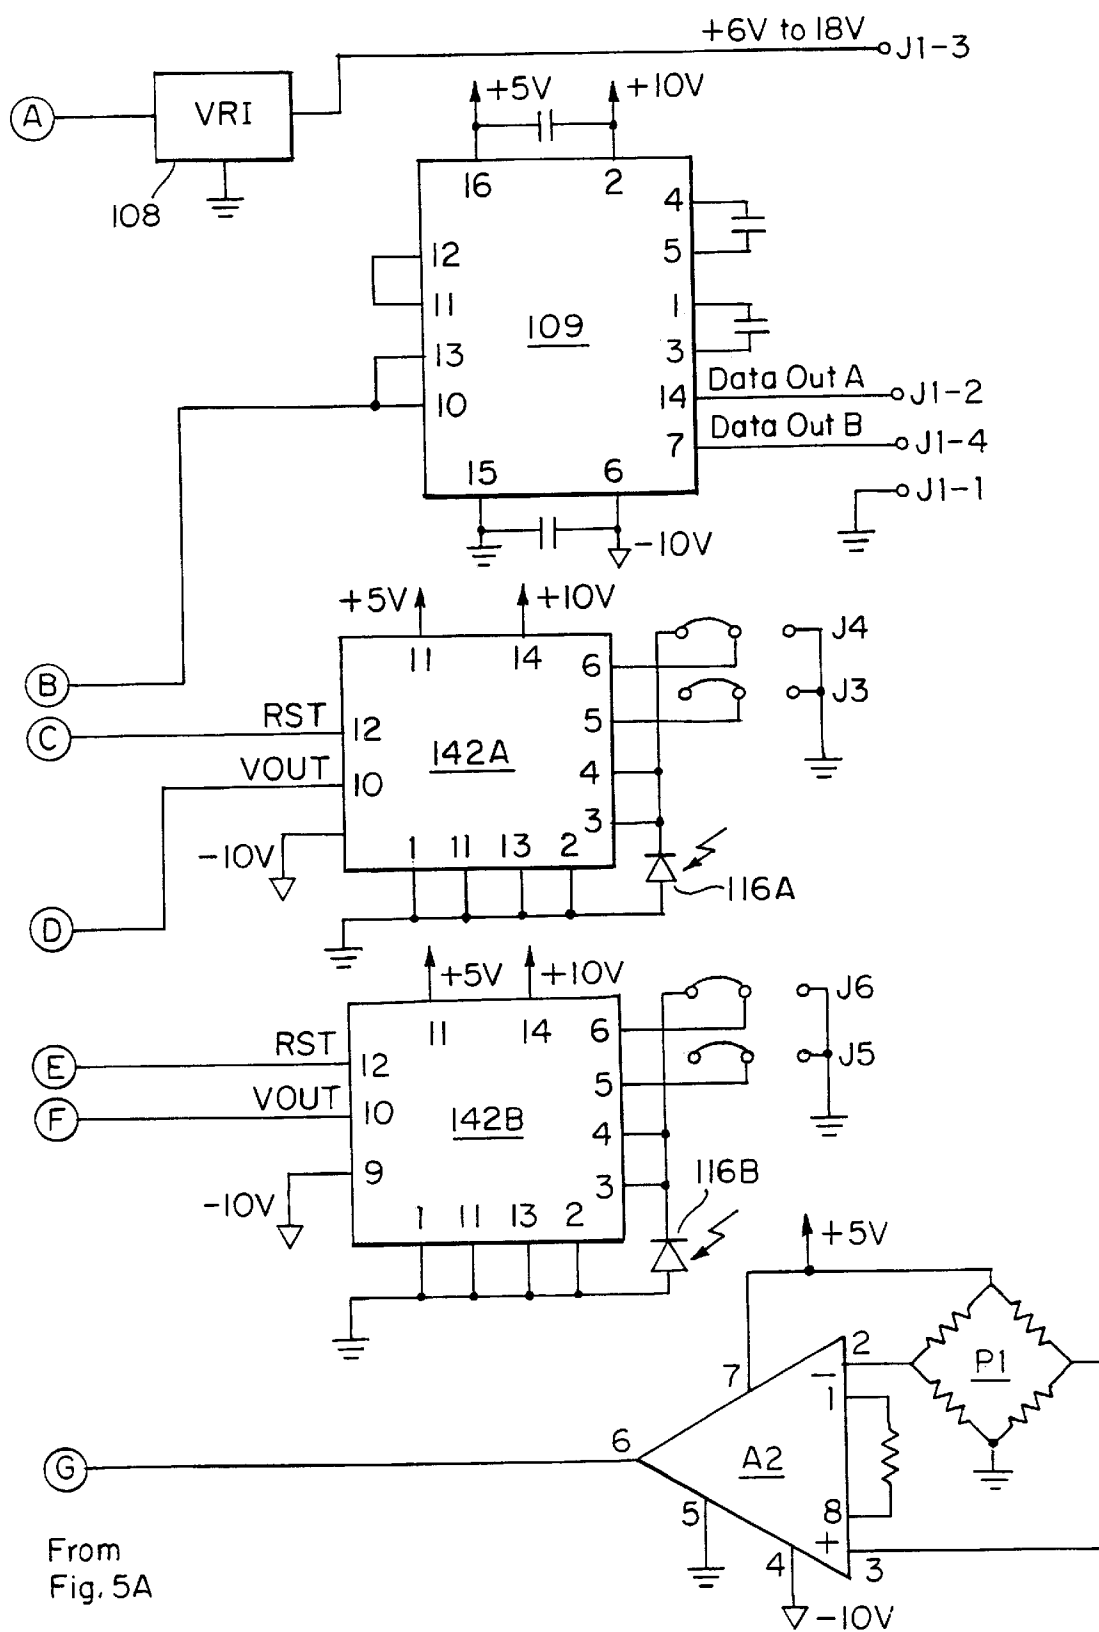 +6V to 18V
J1-3
A
VRI
+5V
+10V
108
16
2
4
12
5
11
1
109
13
3
Data Out A
10
14
J1-2
Data Out B
7
J1-4
15
6
J1-1
-10V
+5V
+10V
J4
11
14
6
B
J3
RST
5
C
12
142A
VOUT
4
10
3
-10V
1
11
13
2
116A
D
+5V
+10V
J6
11
14
6
RST
J5
E
12
5
VOUT
F
10
142B
4
9
116B
3
-10V
1
11
13
2
+5V
2
P1
7
-
1
6
G
A2
5
8
From
+
4
3
Fig. 5A
-10V